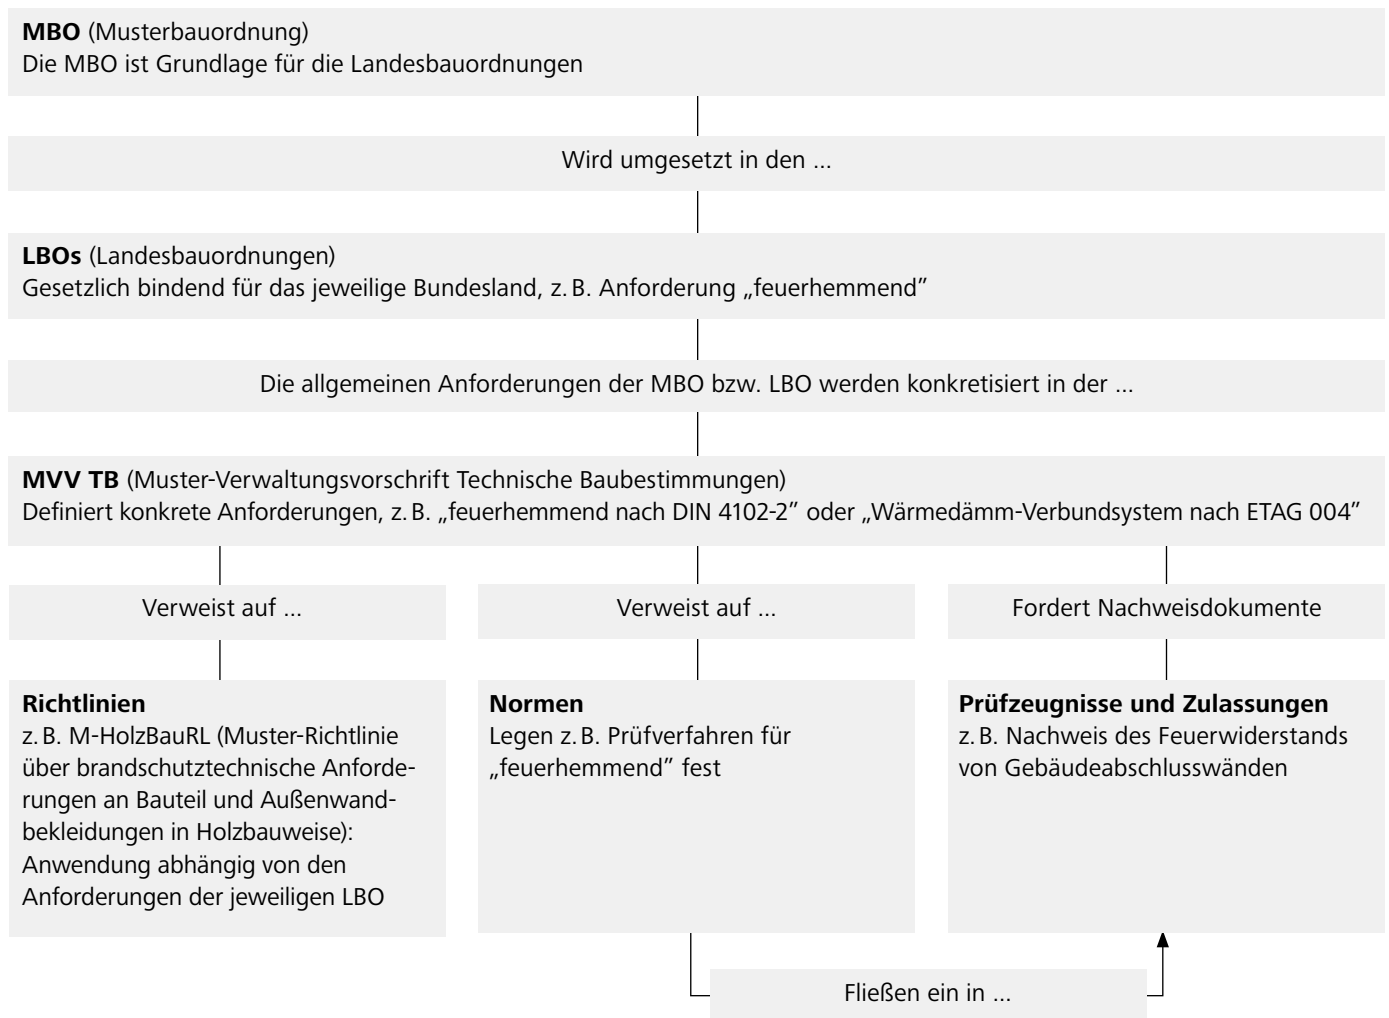 MBO (Musterbauordnung)
Die MBO ist Grundlage für die Landesbauordnungen
Wird umgesetzt in den ...
LBOs (Landesbauordnungen)
Gesetzlich bindend für das jeweilige Bundesland, z. B. Anforderung „feuerhemmend”
Die allgemeinen Anforderungen der MBO bzw. LBO werden konkretisiert in der ...
MVV TB (Muster-Verwaltungsvorschrift Technische Baubestimmungen)
Definiert konkrete Anforderungen, z. B. „feuerhemmend nach DIN 4102-2” oder „Wärmedämm-Verbundsystem nach ETAG 004”
Verweist auf ...
Richtlinien
z. B. M-HolzBauRL (Muster-Richtlinie
über brandschutztechnische Anforde-
rungen an Bauteil und Außenwand-
bekleidungen in Holzbauweise):
Anwendung abhängig von den
Anforderungen der jeweiligen LBO
Verweist auf ...
Normen
Legen z. B. Prüfverfahren für
„feuerhemmend” fest
Fordert Nachweisdokumente
Prüfzeugnisse und Zulassungen
z. B. Nachweis des Feuerwiderstands
von Gebäudeabschlusswänden
Fließen ein in ...